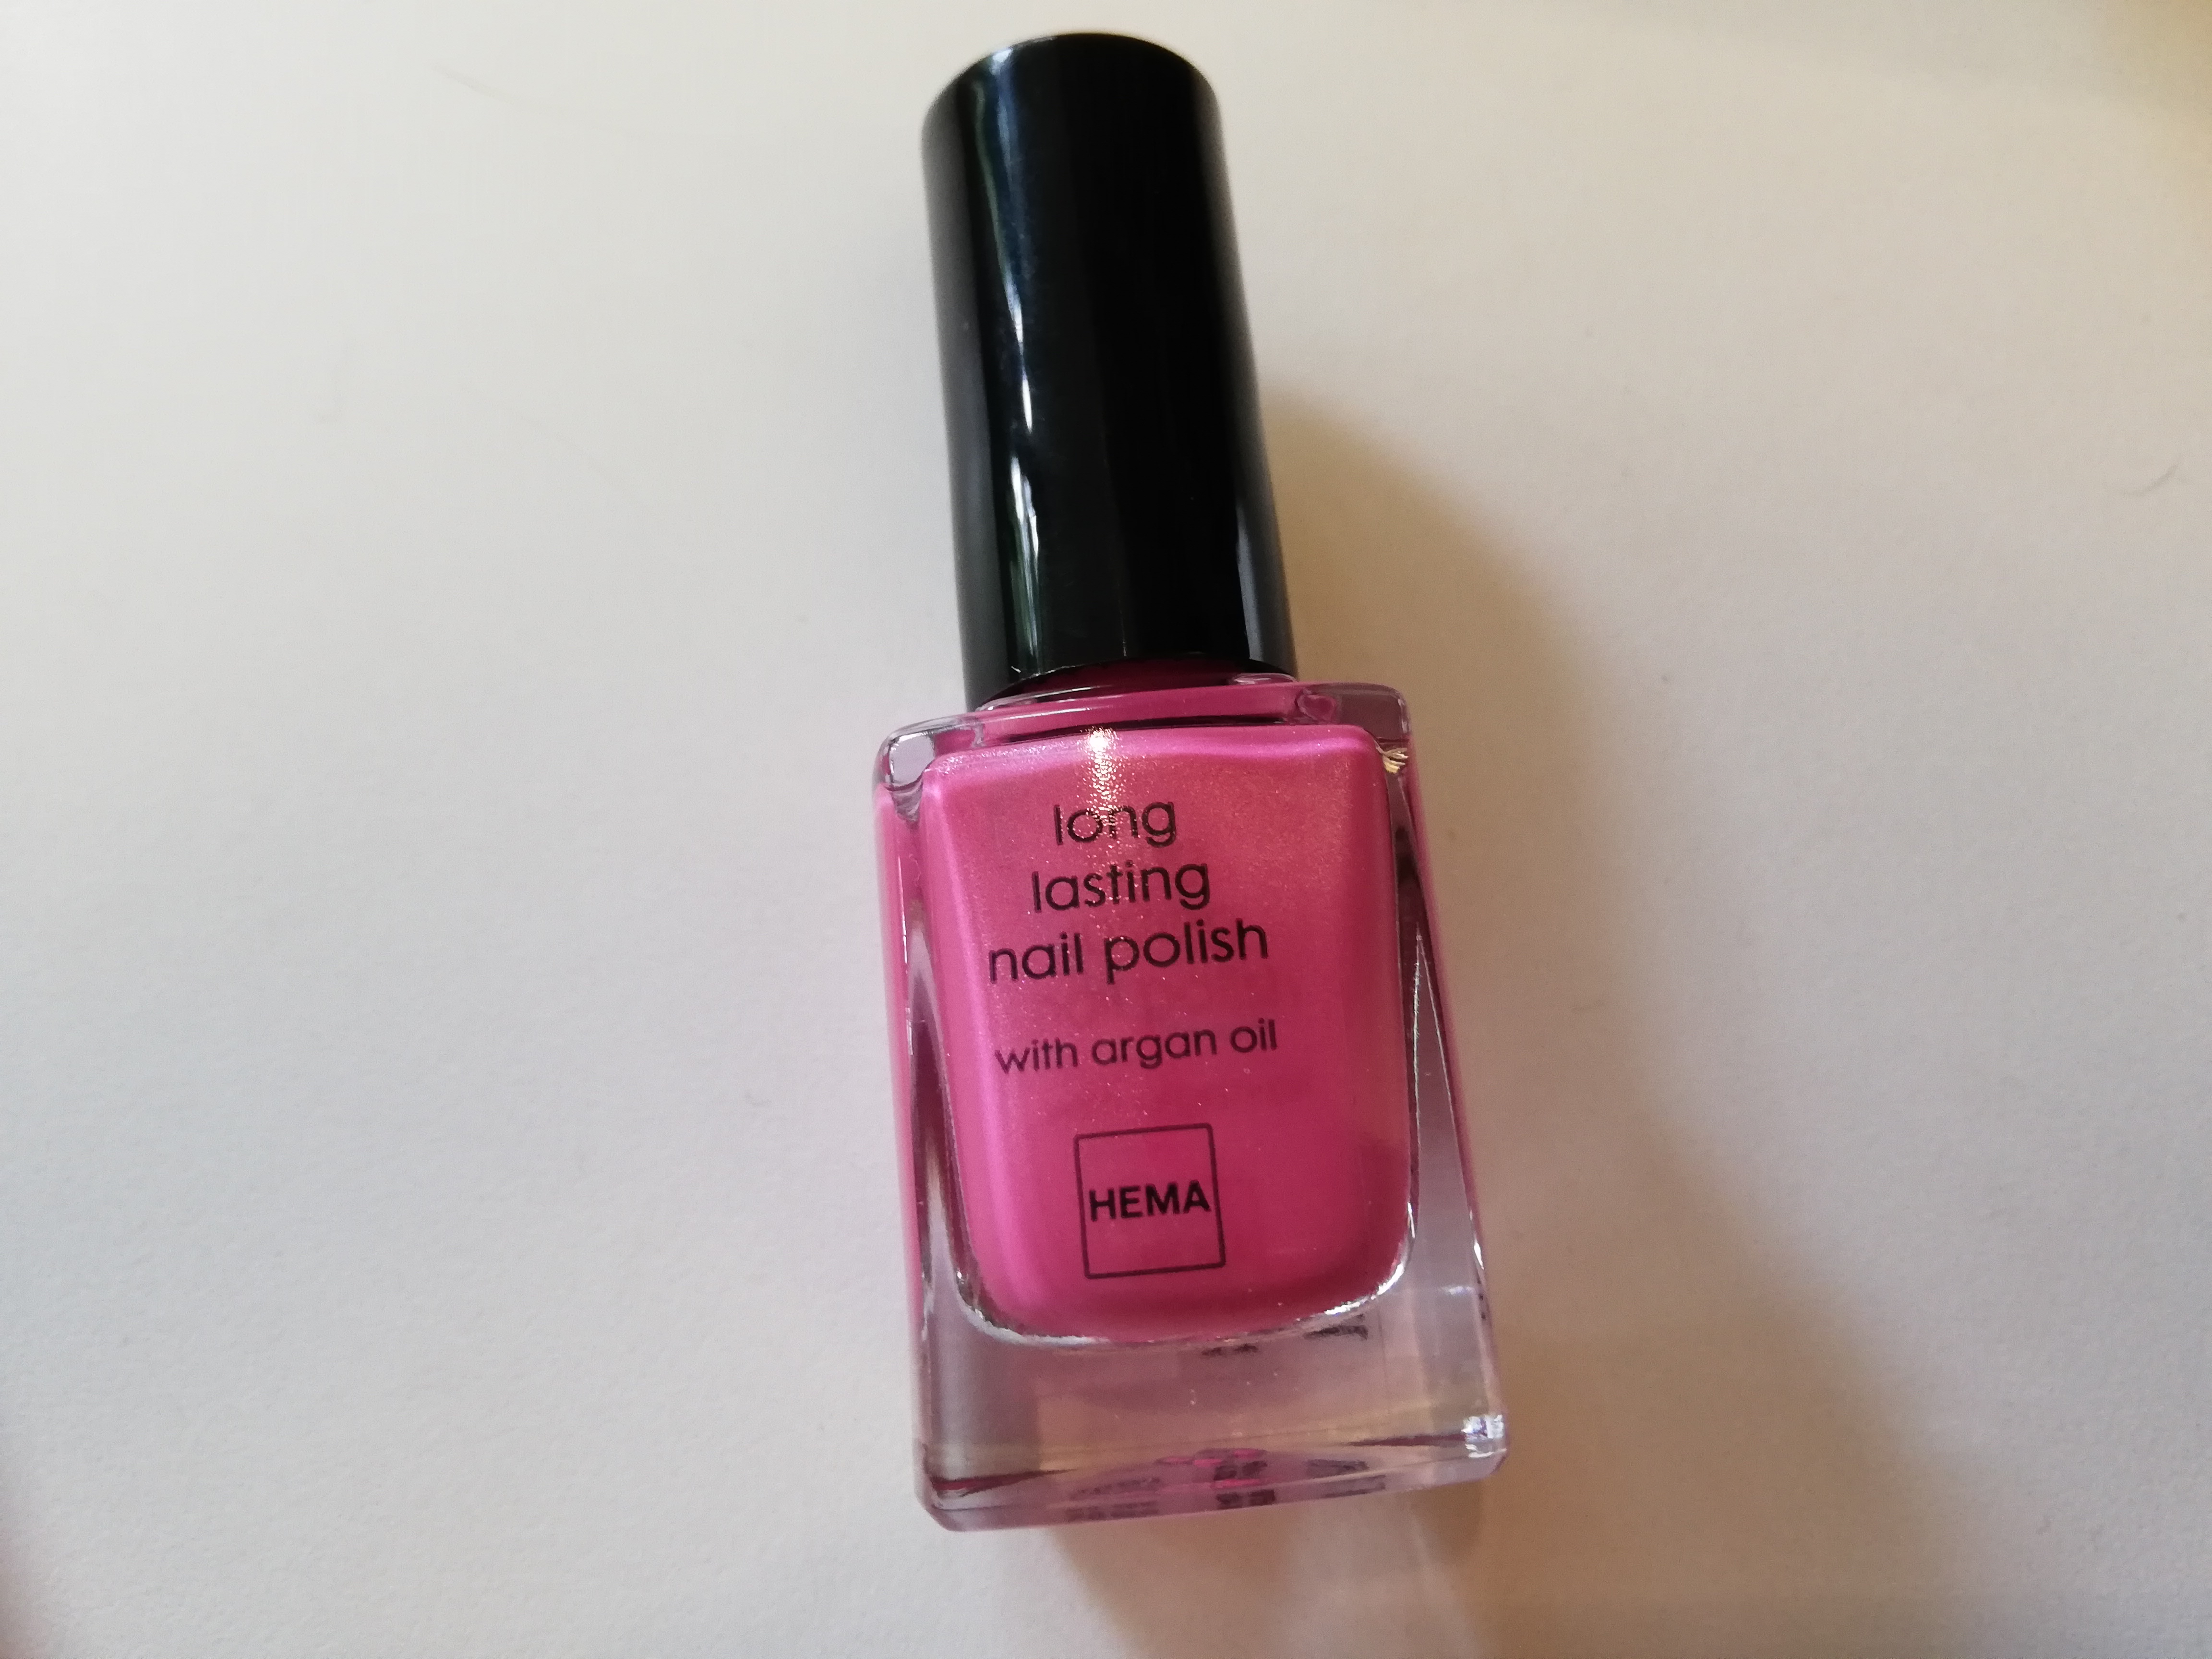 long
lasting
nail polish
with argan oil
HEMA